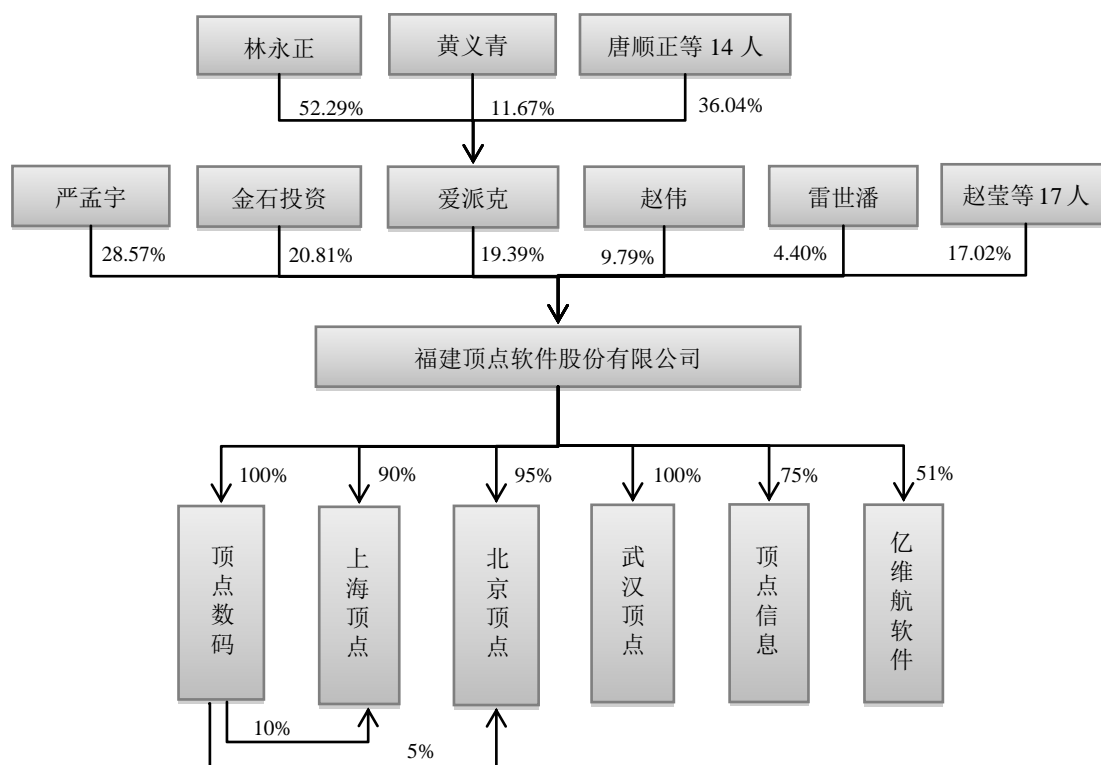 林永正
黄义青
唐顺正等 14 人
52.29%
11.67%
36.04%
严孟宇
金石投资
爱派克
赵伟
雷世潘
赵莹等 17 人
28.57%
20.81%
19.39%
9.79%
4.40%
17.02%
福建顶点软件股份有限公司
100%
90%
95%
100%
75%
51%
顶点数码
上海顶点
北京顶点
武汉顶点
顶点信息
亿维航软件
10%
5%